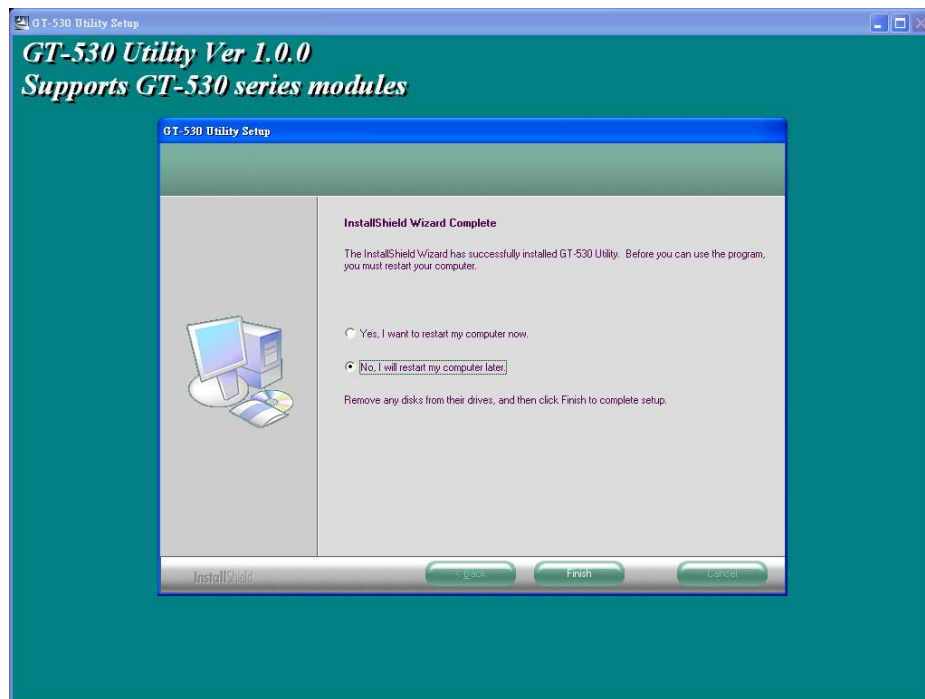 GT-530 Utility Setup
GT-530 Utility Ver 1.0.0
Supports GT-530 series modules
GT-530 Utility Setup
InstallShield Wizard Complete
The InstallShield Wizard has successfully installed GT-530 Utility. Before you can use the program,
you must restart your computer.
Yes, I want to restart my computer now.
No, I will restart my computer later.
Remove any disks from their drives, and then click Finish to complete setup.
InstallShield
< Back
Finish
Cancel